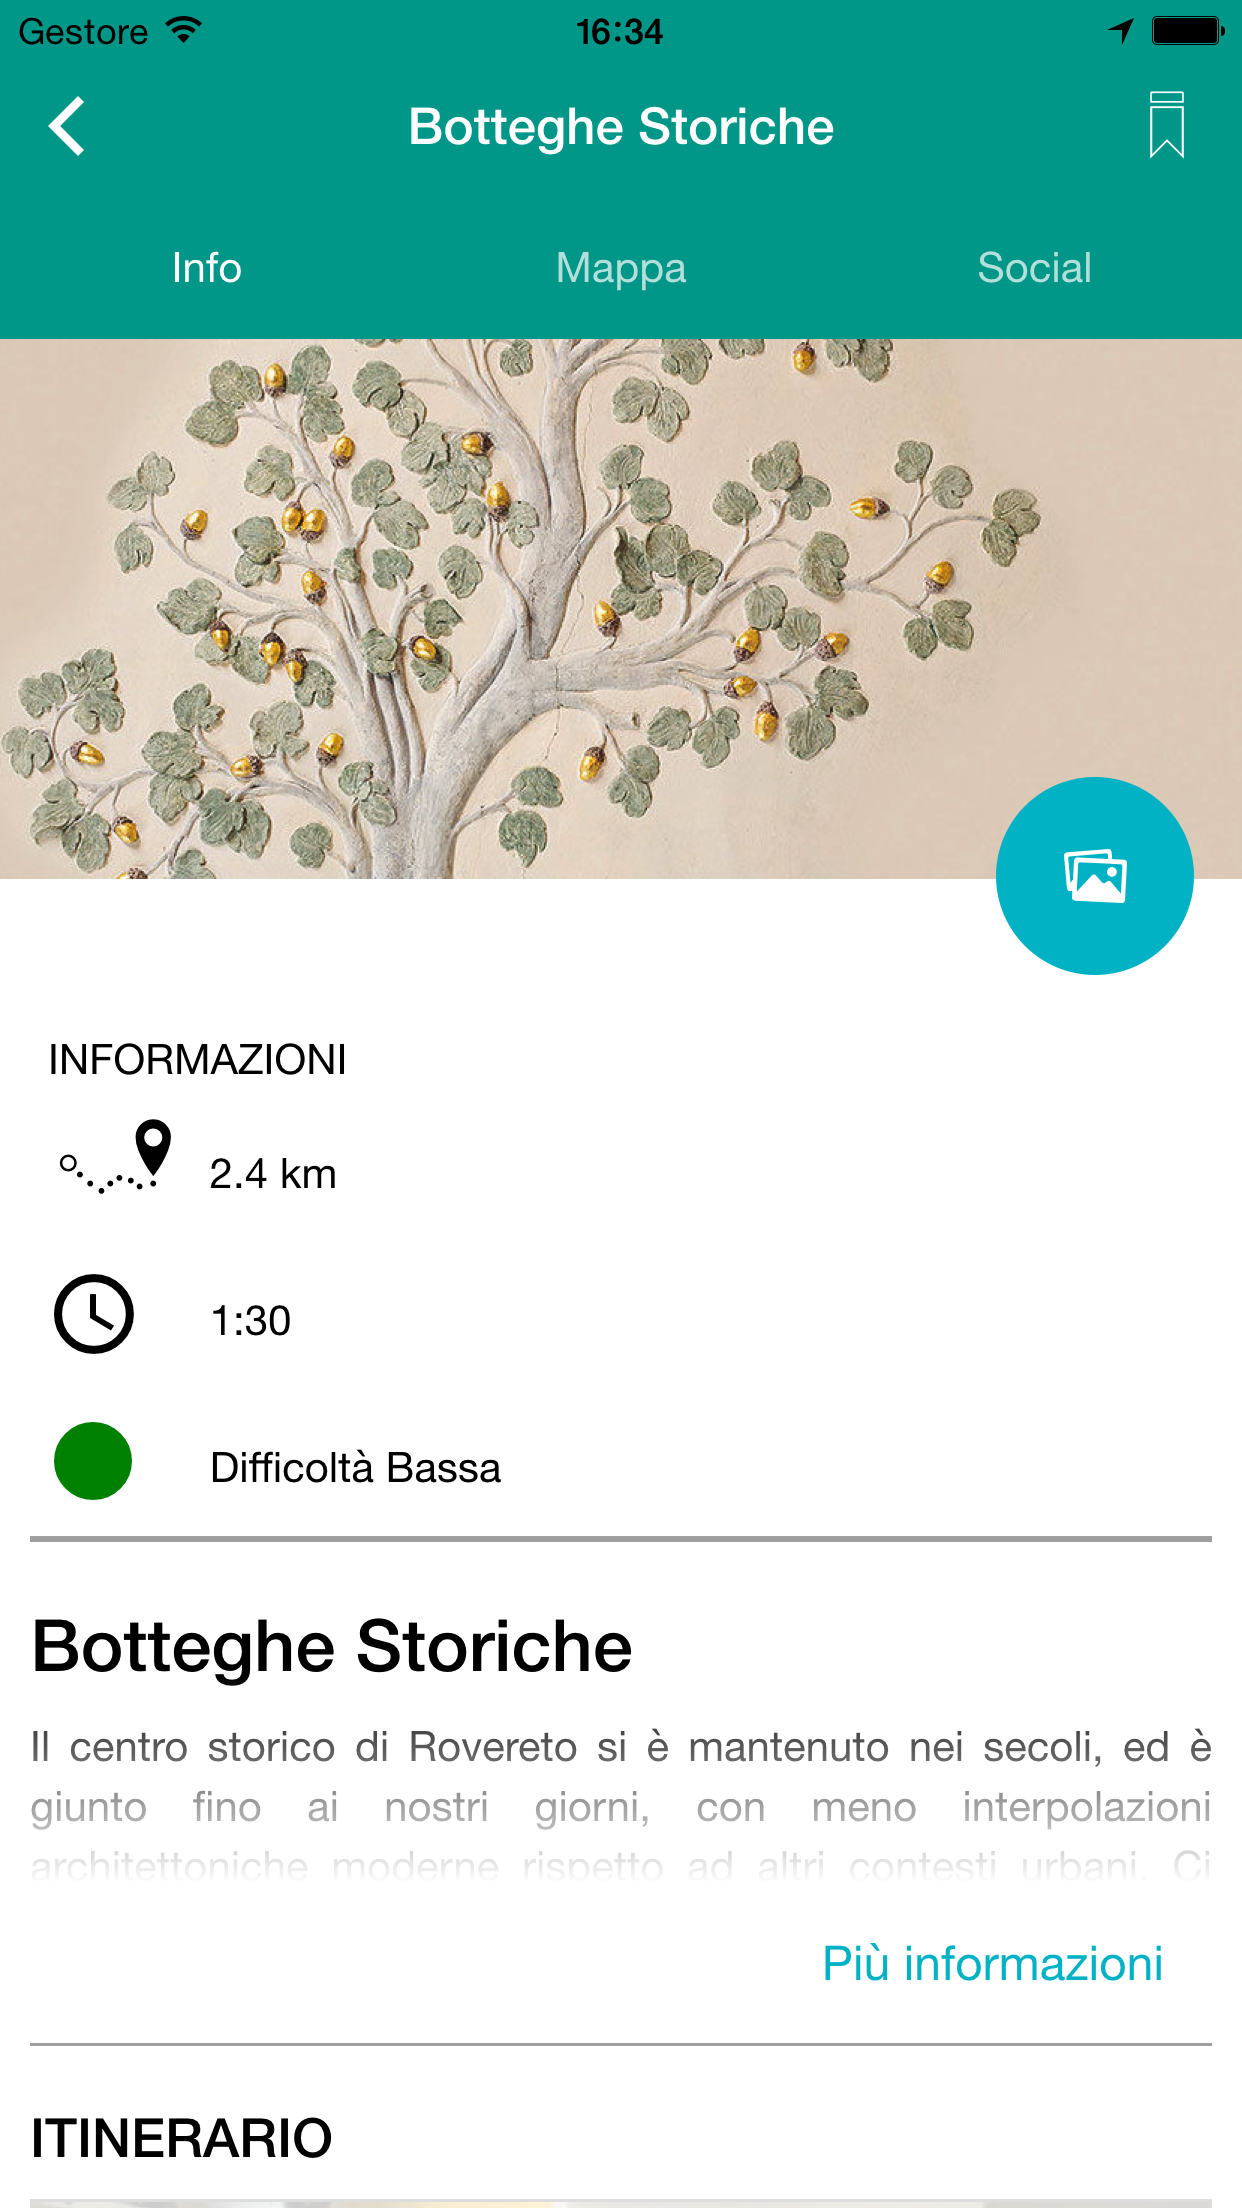 Gestore
16:34
Botteghe Storiche
Info
Mappa
Social
INFORMAZIONI
2.4 km
1:30
Difficoltà Bassa
Botteghe Storiche
Il centro storico di Rovereto si è mantenuto nei secoli, ed è
giunto fino ai nostri giorni, con meno interpolazioni
architettoniche moderne rispetto ad altri contesti urbani. Ci
Più informazioni
ITINERARIO